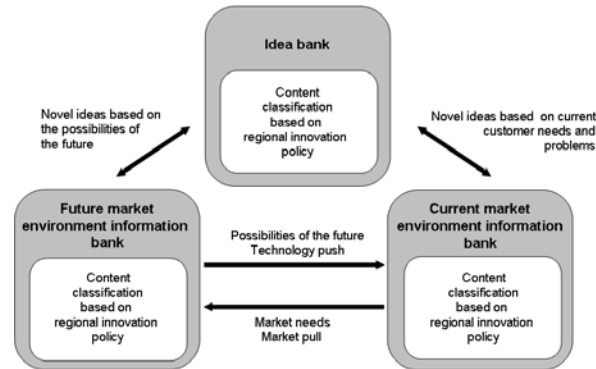 Idea bank
Content
classification
based on
regional innovation
policy
Novel ideas based on
the possibilities of
the future
Novel ideas based on current
customer needs and
problems
Future market
environment information
bank
Content
classification
based on
regional innovation
policy
Possibilities of the future
Technology push
Market needs
Market pull
Current market
environment information
bank
Content
classification
based on
regional innovation
policy